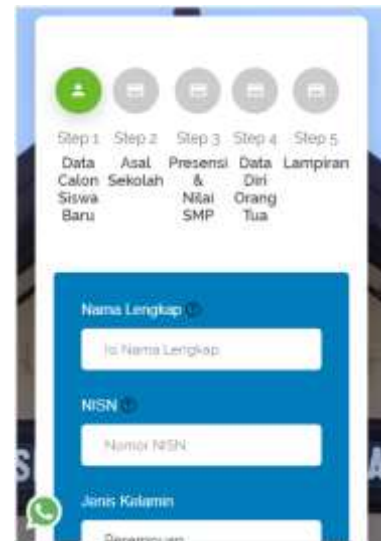 Step 1 Step 2 Step 3 Step 4 Step 5
Data Calon Siswa Baru
Asal Sekolah
Presensi & Nilai SMP
Data Diri Orang Tua
Lampiran
Nama Lengkap
Isi Nama Lengkap
NISN
Nomor NISN
Jenis Kelamin
Perempuan
S
A